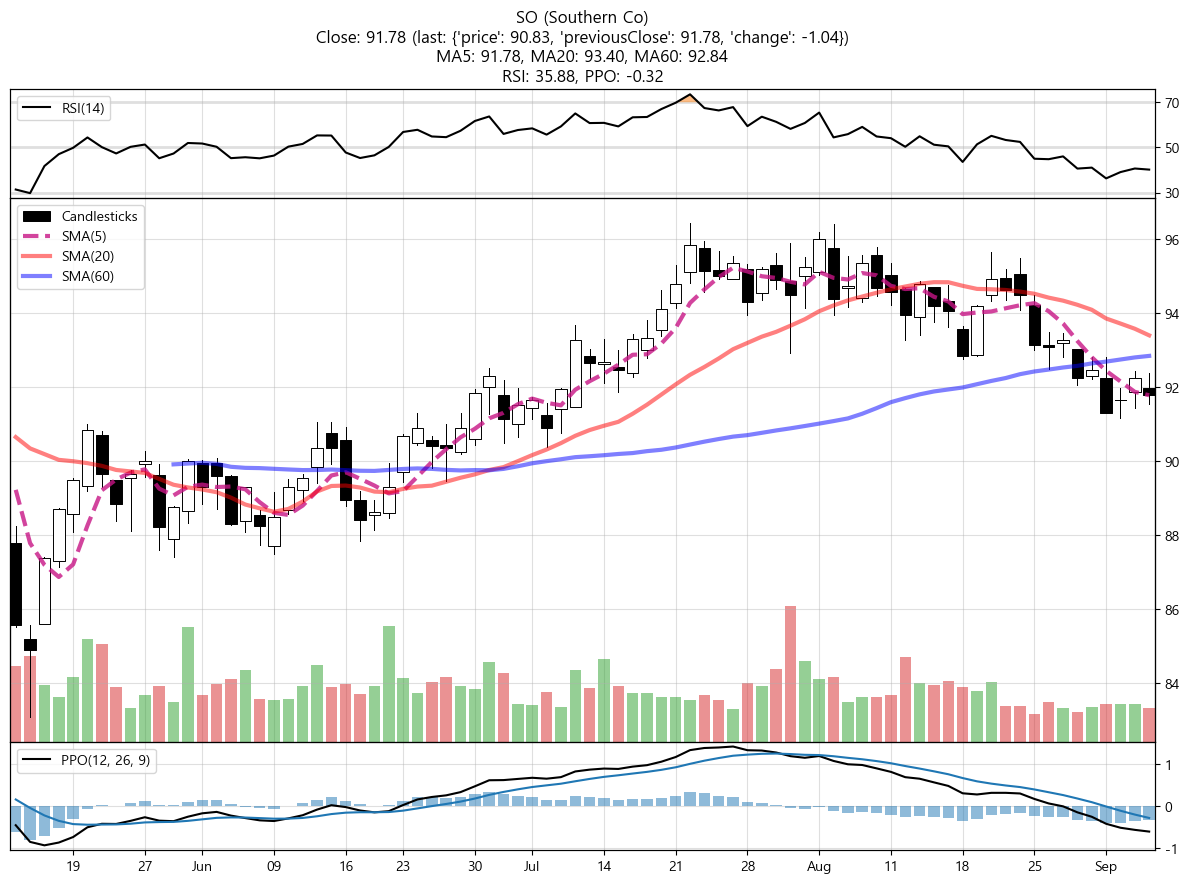 SO (Southern Co)
Close: 91.78 (last: {'price': 90.83, 'previousClose': 91.78, 'change': -1.04})
MA5: 91.78, MA20: 93.40, MA60: 92.84
RSI: 35.88, PPO: -0.32
RSI(14)
70
50
30
Candlesticks
SMA(5)
SMA(20)
SMA(60)
96
94
92
90
88
86
84
PPO(12, 26, 9)
1
0
-1
19 27 Jun 09 16 23 30 Jul 14 21 28 Aug 11 18 25 Sep